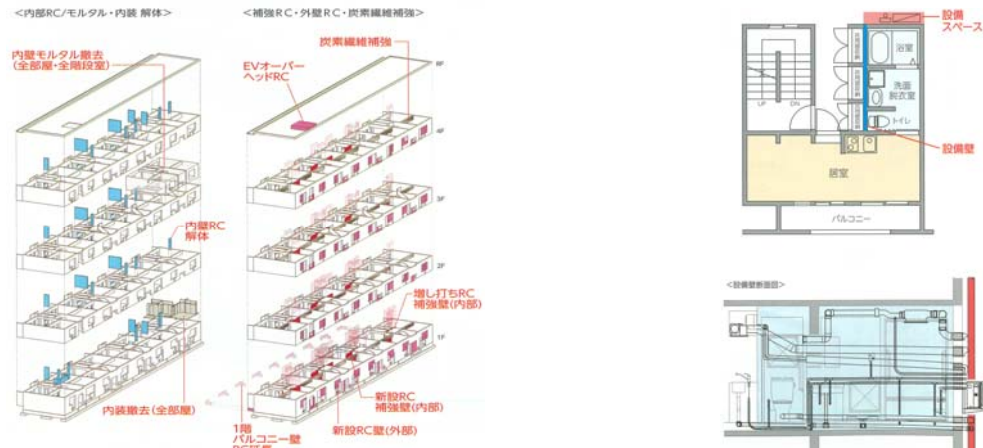 <内部RC/モルタル・内装 解体>
内壁モルタル撤去
(全部屋・全階段室)
内壁RC
解体
内装撤去(全部屋)
<補強RC・外壁RC・炭素繊維補強>
炭素繊維補強
EVオーバー
ヘッドRC
RF
4F
3F
2F
1F
増し打ちRC
補強壁(内部)
新設RC
補強壁(内部)
新設RC壁(外部)
1階
バルコニー壁
設備
スペース
浴室
洗面
脱衣室
トイレ
UP
DN
設備壁
居室
バルコニー
<設備壁断面図>